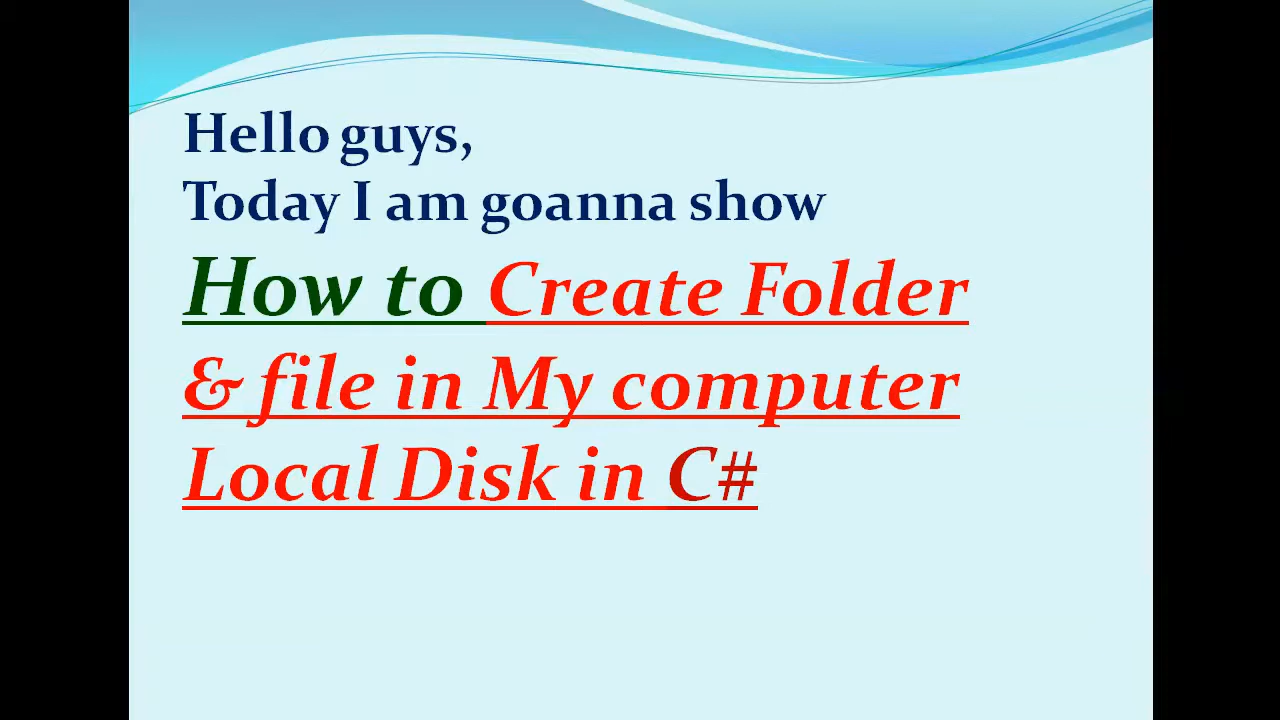 Hello guys,
Today I am goanna show
How to Create Folder
& file in My computer
Local Disk in C#